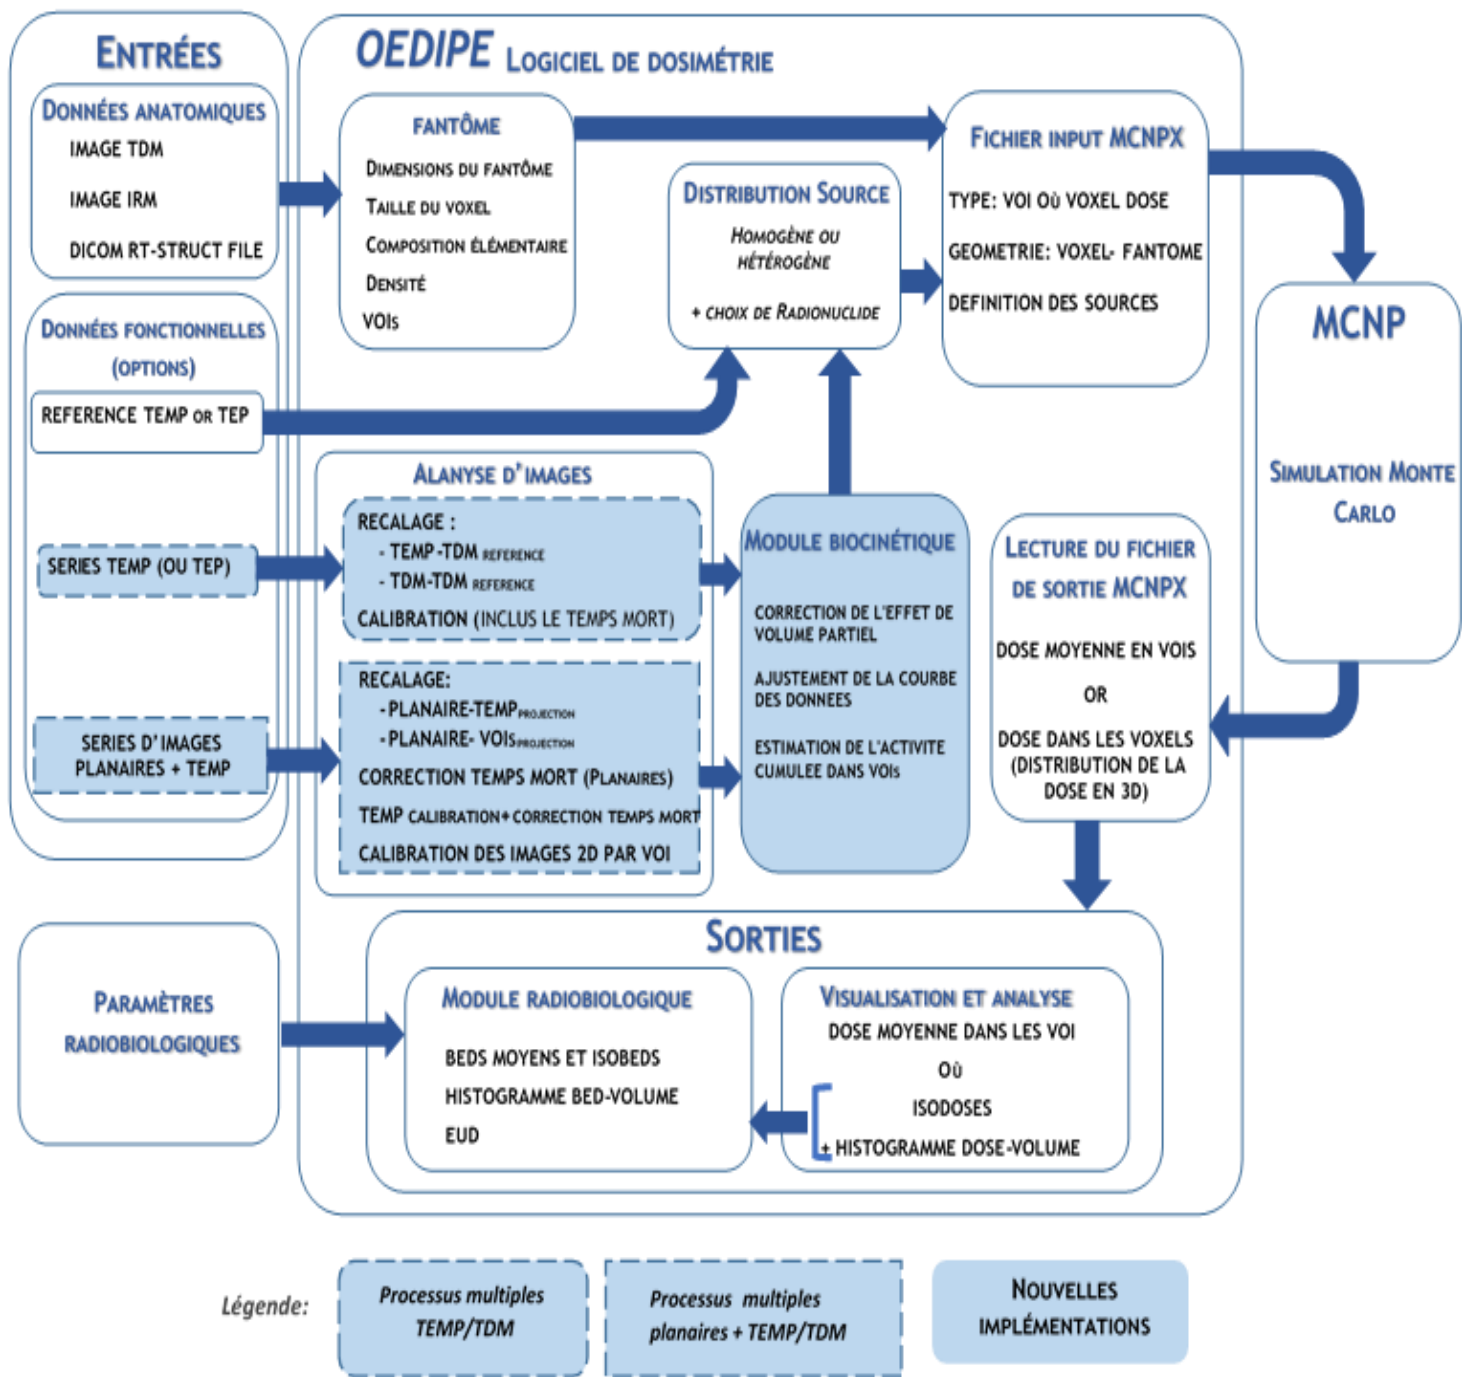 ENTRÉES
DONNÉES ANATOMIQUES
IMAGE TDM
IMAGE IRM
DICOM RT-STRUCT FILE
DONNÉES FONCTIONNELLES
(OPTIONS)
REFERENCE TEMP OR TEP
SERIES TEMP (OU TEP)
SERIES D'IMAGES
PLANAIRES + TEMP
PARAMÈTRES
RADIOBIOLOGIQUES
OEDIPE LOGICIEL DE DOSIMÉTRIE
FANTÔME
DIMENSIONS DU FANTÔME
TAILLE DU VOXEL
COMPOSITION ÉLÉMENTAIRE
DENSITÉ
VOIS
DISTRIBUTION SOURCE
HOMOGÈNE OU
HÉTÉROGÈNE
+ CHOIX DE RADIONUCLIDE
FICHIER INPUT MCNPX
TYPE: VOI Où VOXEL DOSE
GEOMETRIE: VOXEL- FANTOME
DEFINITION DES SOURCES
MCNP
SIMULATION MONTE
CARLO
ALANYSE D'IMAGES
RECALAGE :
- TEMP-TDM REFERENCE
- TDM-TDM REFERENCE
CALIBRATION (INCLUS LE TEMPS MORT)
RECALAGE:
-PLANAIRE-TEMP PROJECTION
-PLANAIRE- VOIS PROJECTION
CORRECTION TEMPS MORT (PLANAIRES)
TEMP CALIBRATION+ CORRECTION TEMPS MORT
CALIBRATION DES IMAGES 2D PAR VOI
MODULE BIOCINÉTIQUE
CORRECTION DE L'EFFET DE
VOLUME PARTIEL
AJUSTEMENT DE LA COURBE
DES DONNEES
ESTIMATION DE L'ACTIVITE
CUMULEE DANS VOIS
LECTURE DU FICHIER
DE SORTIE MCNPX
DOSE MOYENNE EN VOIS
OR
DOSE DANS LES VOXELS
(DISTRIBUTION DE LA
DOSE EN 3D)
SORTIES
MODULE RADIOBIOLOGIQUE
BEDS MOYENS ET ISOBEDS
HISTOGRAMME BED-VOLUME
EUD
VISUALISATION ET ANALYSE
DOSE MOYENNE DANS LES VOI
Où
ISODOSES
+ HISTOGRAMME DOSE-VOLUME
Légende:
Processus multiples
TEMP/TDM
Processus multiples
planaires + TEMP/TDM
NOUVELLES
IMPLÉMENTATIONS